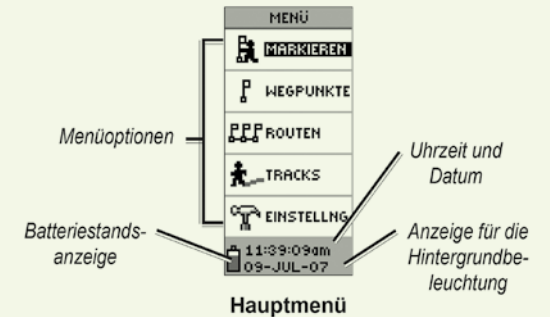 MENÜ
MARKIEREN
WEGPUNKTE
ROUTEN
TRACKS
EINSTELLNG
11:39:09am
09-JUL-07
Menüoptionen
Batteriestands-
anzeige
Uhrzeit und
Datum
Anzeige für die
Hintergrundbe-
leuchtung
Hauptmenü